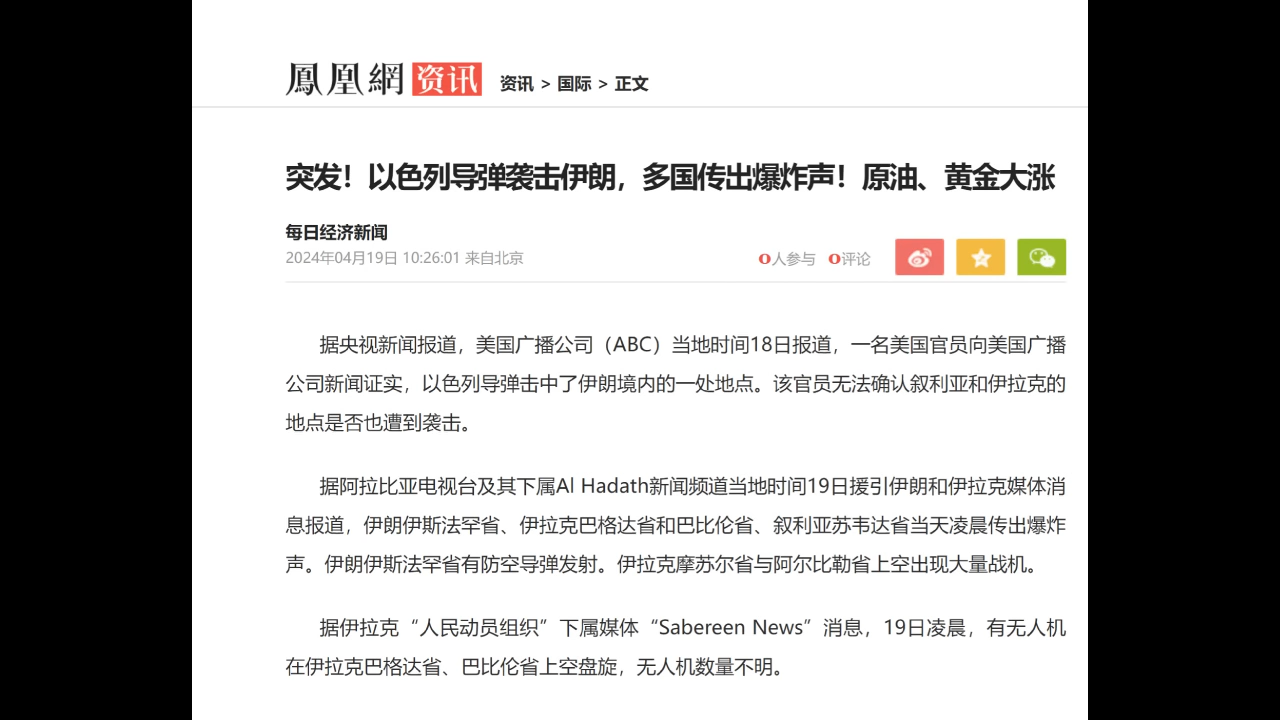 鳳凰網 资讯 资讯 > 国际 > 正文
突发！以色列导弹袭击伊朗，多国传出爆炸声！原油、黄金大涨
每日经济新闻
2024年04月19日 10:26:01 来自北京 0人参与 0评论
据央视新闻报道，美国广播公司（ABC）当地时间18日报道，一名美国官员向美国广播
公司新闻证实，以色列导弹击中了伊朗境内的一处地点。该官员无法确认叙利亚和伊拉克的
地点是否也遭到袭击。
据阿拉比亚电视台及其下属Al Hadath新闻频道当地时间19日援引伊朗和伊拉克媒体消
息报道，伊朗伊斯法罕省、伊拉克巴格达省和巴比伦省、叙利亚苏韦达省当天凌晨传出爆炸
声。伊朗伊斯法罕省有防空导弹发射。伊拉克摩苏尔省与阿尔比勒省上空出现大量战机。
据伊拉克“人民动员组织”下属媒体“Sabereen News”消息，19日凌晨，有无人机
在伊拉克巴格达省、巴比伦省上空盘旋，无人机数量不明。